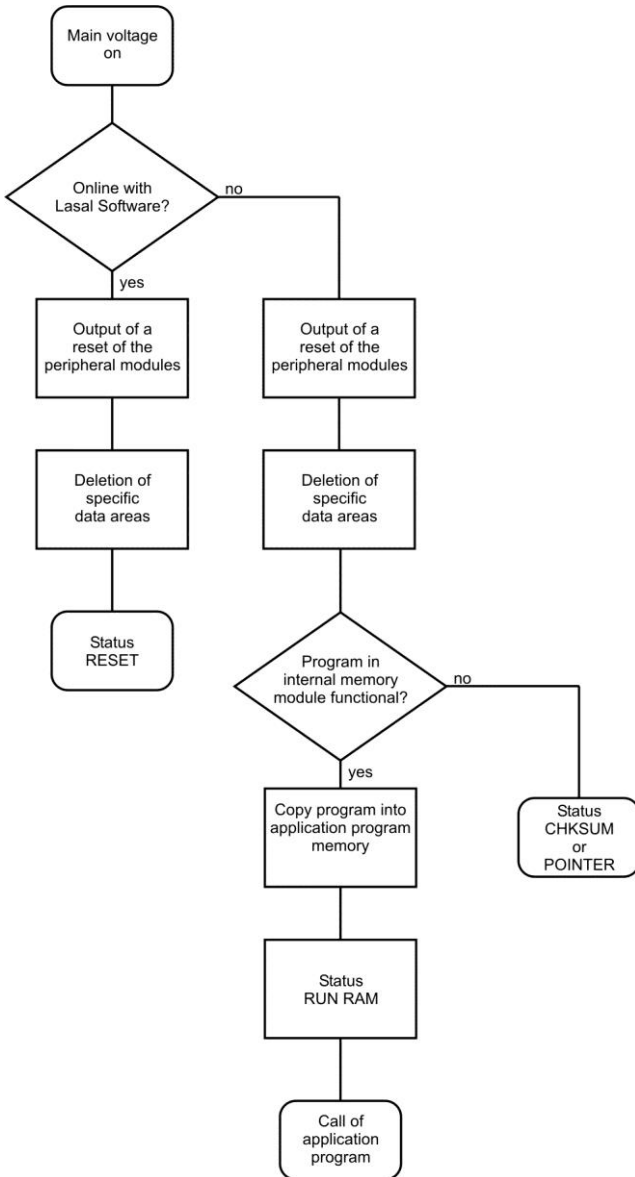 Main voltage
on
Online with
Lasal Software?
no
yes
Output of a
reset of the
peripheral modules
Output of a
reset of the
peripheral modules
Deletion of
specific
data areas
Deletion of
specific
data areas
Status
RESET
Program in
internal memory
module functional?
no
yes
Copy program into
application program
memory
Status
CHKSUM
or
POINTER
Status
RUN RAM
Call of
application
program